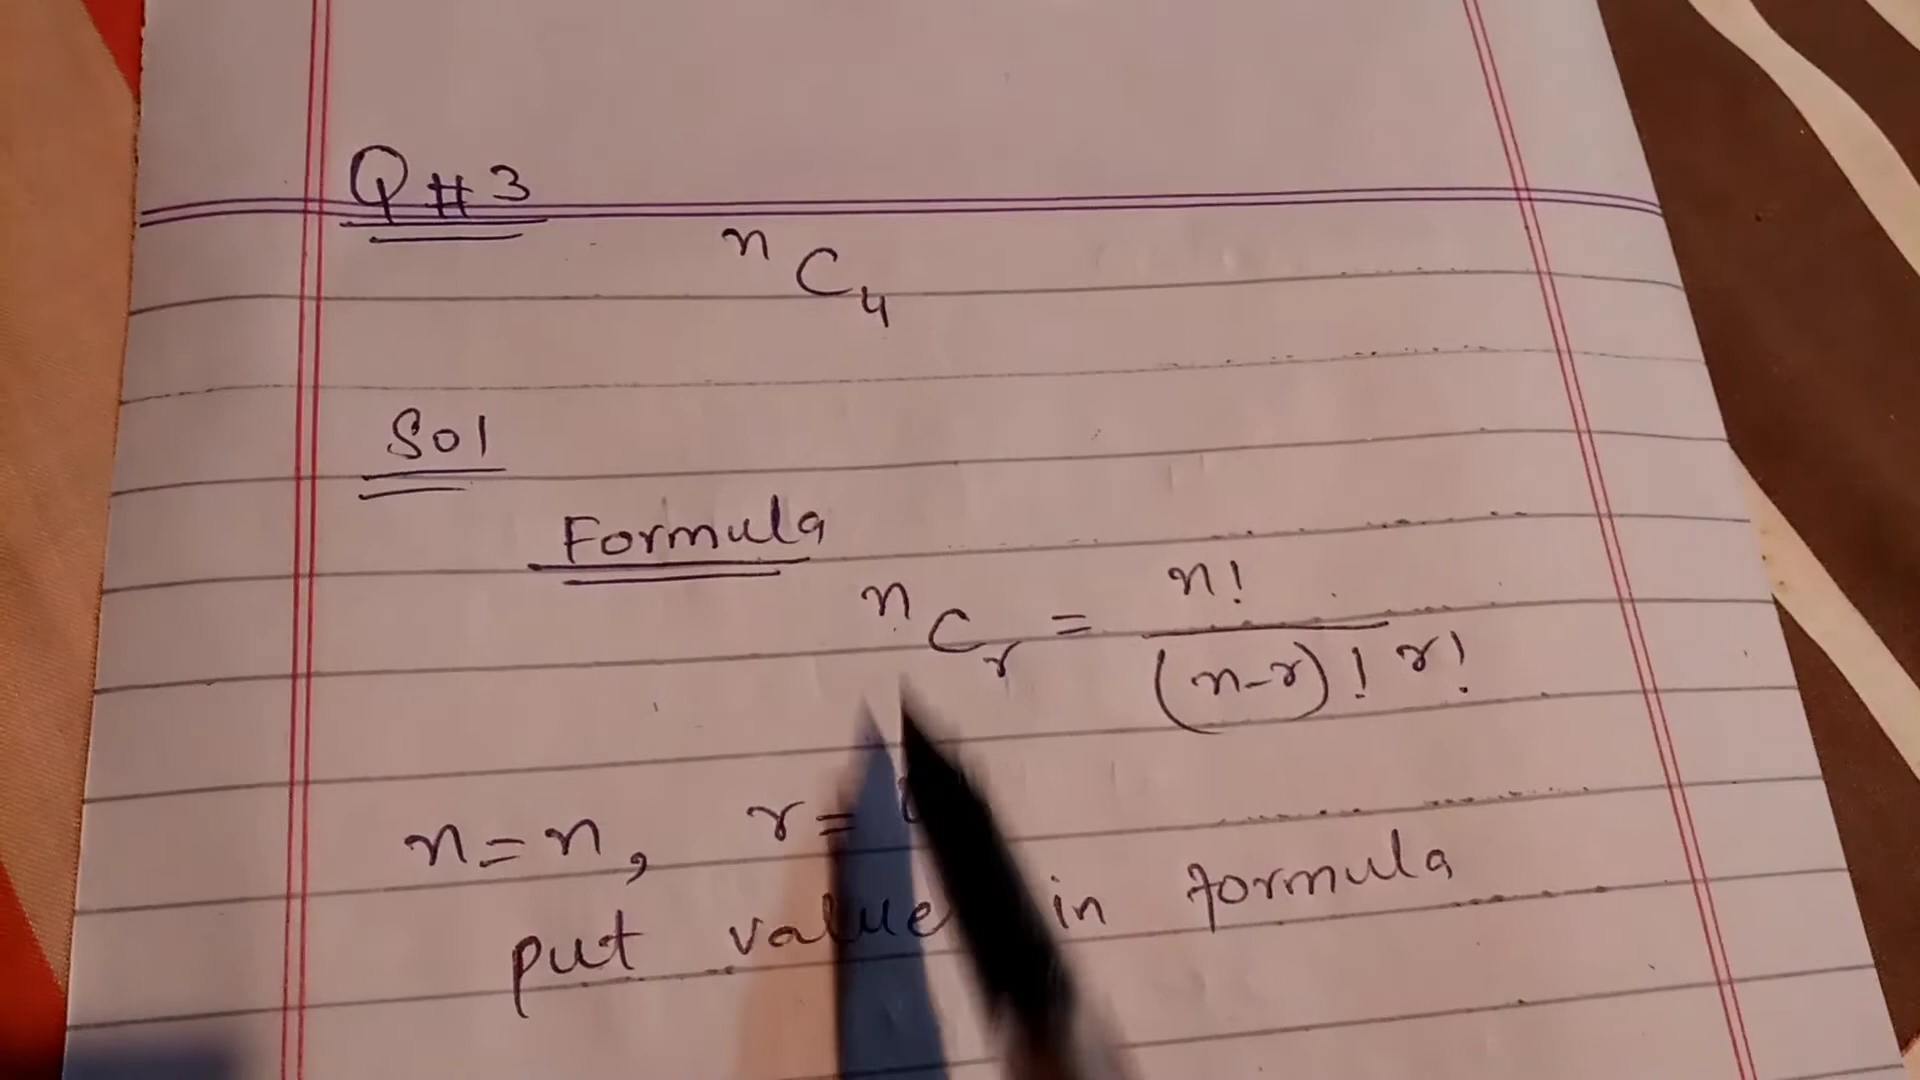 Q # 3
ⁿC₄
Sol
Formula
ⁿCᵣ = n! / (n-r)! r!
n = n, r =
put value in formula